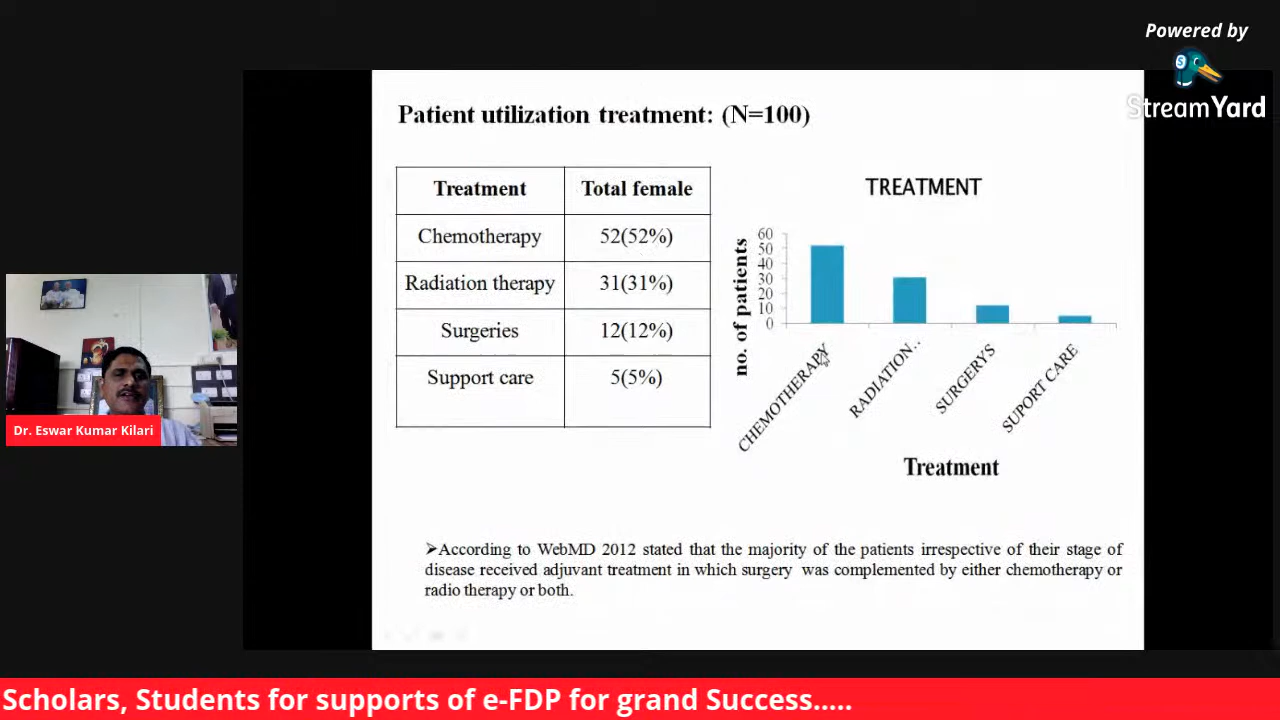 Powered by
StreamYard
Patient utilization treatment: (N=100)
Treatment Total female
Chemotherapy 52(52%)
Radiation therapy 31(31%)
Surgeries 12(12%)
Support care 5(5%)
TREATMENT
no. of patients
60
50
40
30
20
10
0
CHEMOTHERAPY
RADIATION..
SURGERYS
SUPORT CARE
Treatment
➢According to WebMD 2012 stated that the majority of the patients irrespective of their stage of
disease received adjuvant treatment in which surgery was complemented by either chemotherapy or
radio therapy or both.
Dr. Eswar Kumar Kilari
Scholars, Students for supports of e-FDP for grand Success.....